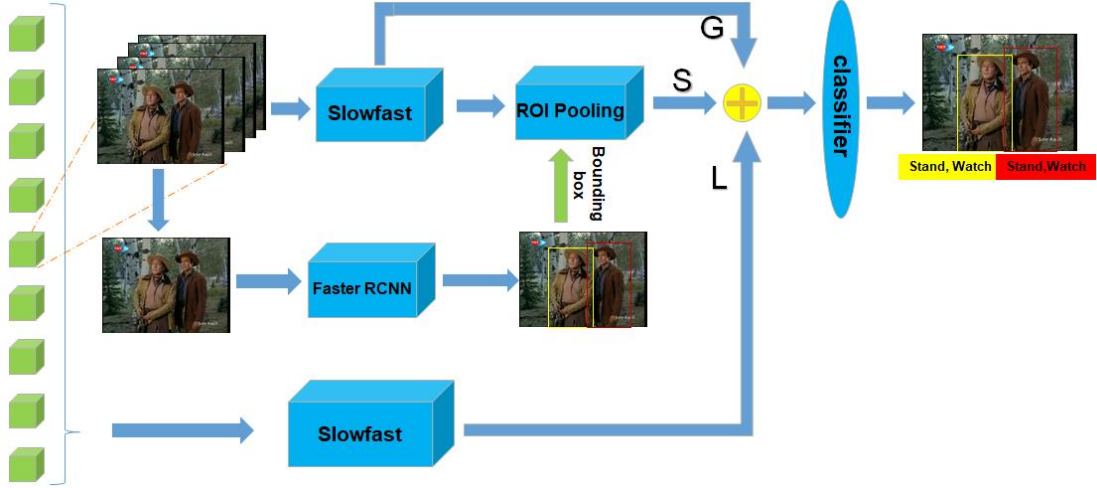 G
Slowfast
ROI Pooling
S
classifier
Bounding
box
L
Stand, Watch
Stand,Watch
Faster RCNN
Slowfast